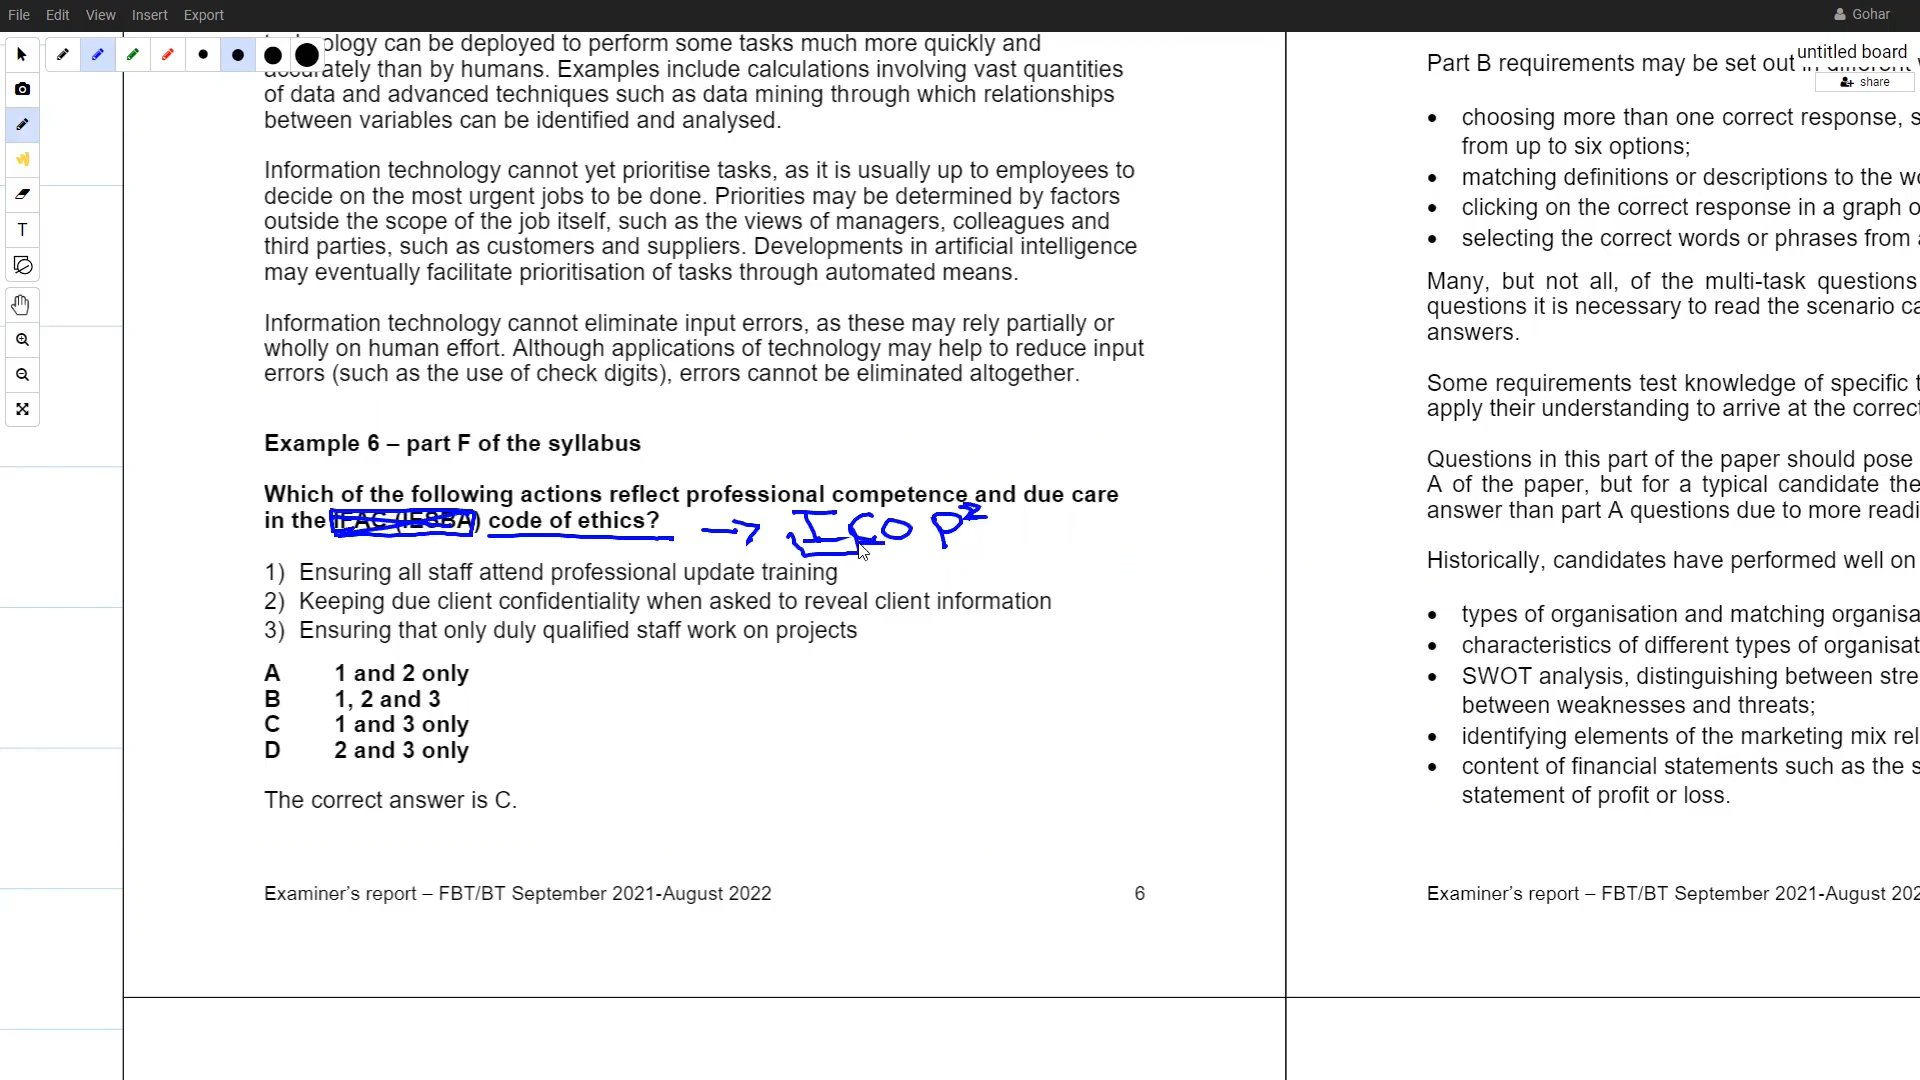 File Edit View Insert Export Gohar
untitled board
share
T
ology can be deployed to perform some tasks much more quickly and
accurately than by humans. Examples include calculations involving vast quantities
of data and advanced techniques such as data mining through which relationships
between variables can be identified and analysed.
Information technology cannot yet prioritise tasks, as it is usually up to employees to
decide on the most urgent jobs to be done. Priorities may be determined by factors
outside the scope of the job itself, such as the views of managers, colleagues and
third parties, such as customers and suppliers. Developments in artificial intelligence
may eventually facilitate prioritisation of tasks through automated means.
Information technology cannot eliminate input errors, as these may rely partially or
wholly on human effort. Although applications of technology may help to reduce input
errors (such as the use of check digits), errors cannot be eliminated altogether.
Example 6 – part F of the syllabus
Which of the following actions reflect professional competence and due care
in the IFAC (IESBA) code of ethics? → I C O P²
1) Ensuring all staff attend professional update training
2) Keeping due client confidentiality when asked to reveal client information
3) Ensuring that only duly qualified staff work on projects
A 1 and 2 only
B 1, 2 and 3
C 1 and 3 only
D 2 and 3 only
The correct answer is C.
Examiner's report – FBT/BT September 2021-August 2022 6
Part B requirements may be set out in different
• choosing more than one correct response, s
from up to six options;
• matching definitions or descriptions to the wo
• clicking on the correct response in a graph o
• selecting the correct words or phrases from a
Many, but not all, of the multi-task questions
questions it is necessary to read the scenario ca
answers.
Some requirements test knowledge of specific t
apply their understanding to arrive at the correct
Questions in this part of the paper should pose
A of the paper, but for a typical candidate the
answer than part A questions due to more readi
Historically, candidates have performed well on
• types of organisation and matching organisa
• characteristics of different types of organisat
• SWOT analysis, distinguishing between stre
between weaknesses and threats;
• identifying elements of the marketing mix rel
• content of financial statements such as the s
statement of profit or loss.
Examiner's report – FBT/BT September 2021-August 202